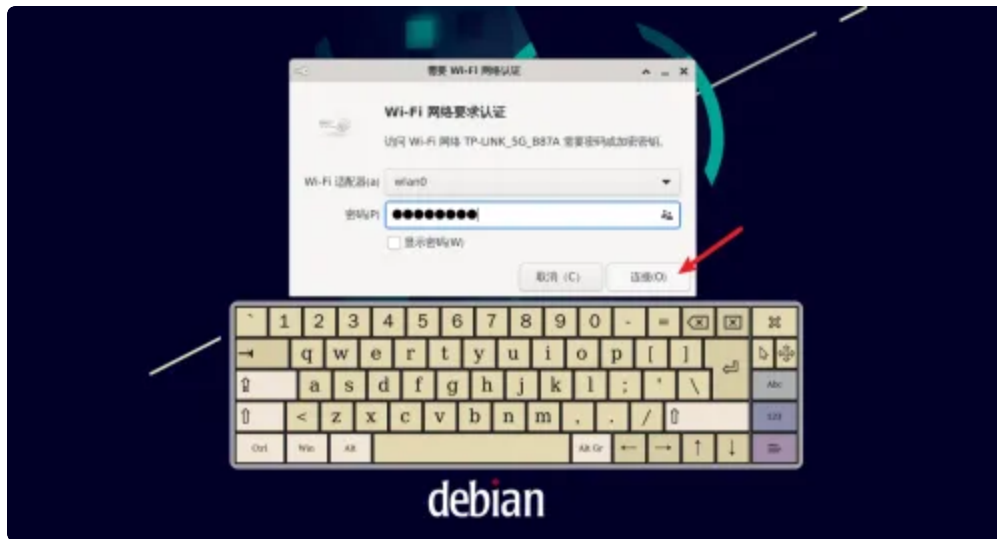 需要 Wi-Fi 网络认证
Wi-Fi 网络要求认证
访问 Wi-Fi 网络 TP-LINK_5G_B87A 需要密码或加密密钥。
Wi-Fi 适配器(a) wlan0
密码(P) ●●●●●●●●
显示密码(W)
取消 (C) 连接(O)
` 1 2 3 4 5 6 7 8 9 0 - =
q w e r t y u i o p [ ]
a s d f g h j k l ; ' \ Abc
< z x c v b n m , . / 123
Ctrl Win Alt Alt Gr ← → ↑ ↓
debian